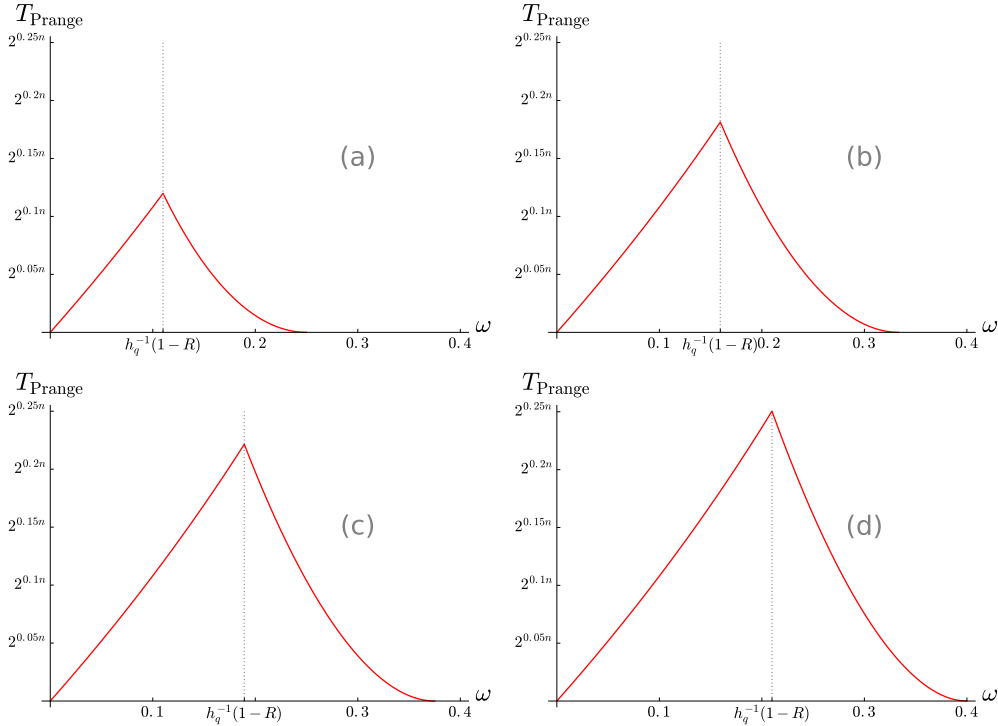 T_Prange
2^{0.25n}
2^{0.2n}
2^{0.15n}
2^{0.1n}
2^{0.05n}
(a)
h_q^{-1}(1 − R) 0.2 0.3 0.4 ω
T_Prange
2^{0.25n}
2^{0.2n}
2^{0.15n}
2^{0.1n}
2^{0.05n}
(b)
0.1 h_q^{-1}(1 − R) 0.2 0.3 0.4 ω
T_Prange
2^{0.25n}
2^{0.2n}
2^{0.15n}
2^{0.1n}
2^{0.05n}
(c)
0.1 h_q^{-1}(1 − R) 0.3 0.4 ω
T_Prange
2^{0.25n}
2^{0.2n}
2^{0.15n}
2^{0.1n}
2^{0.05n}
(d)
0.1 h_q^{-1}(1 − R) 0.3 0.4 ω